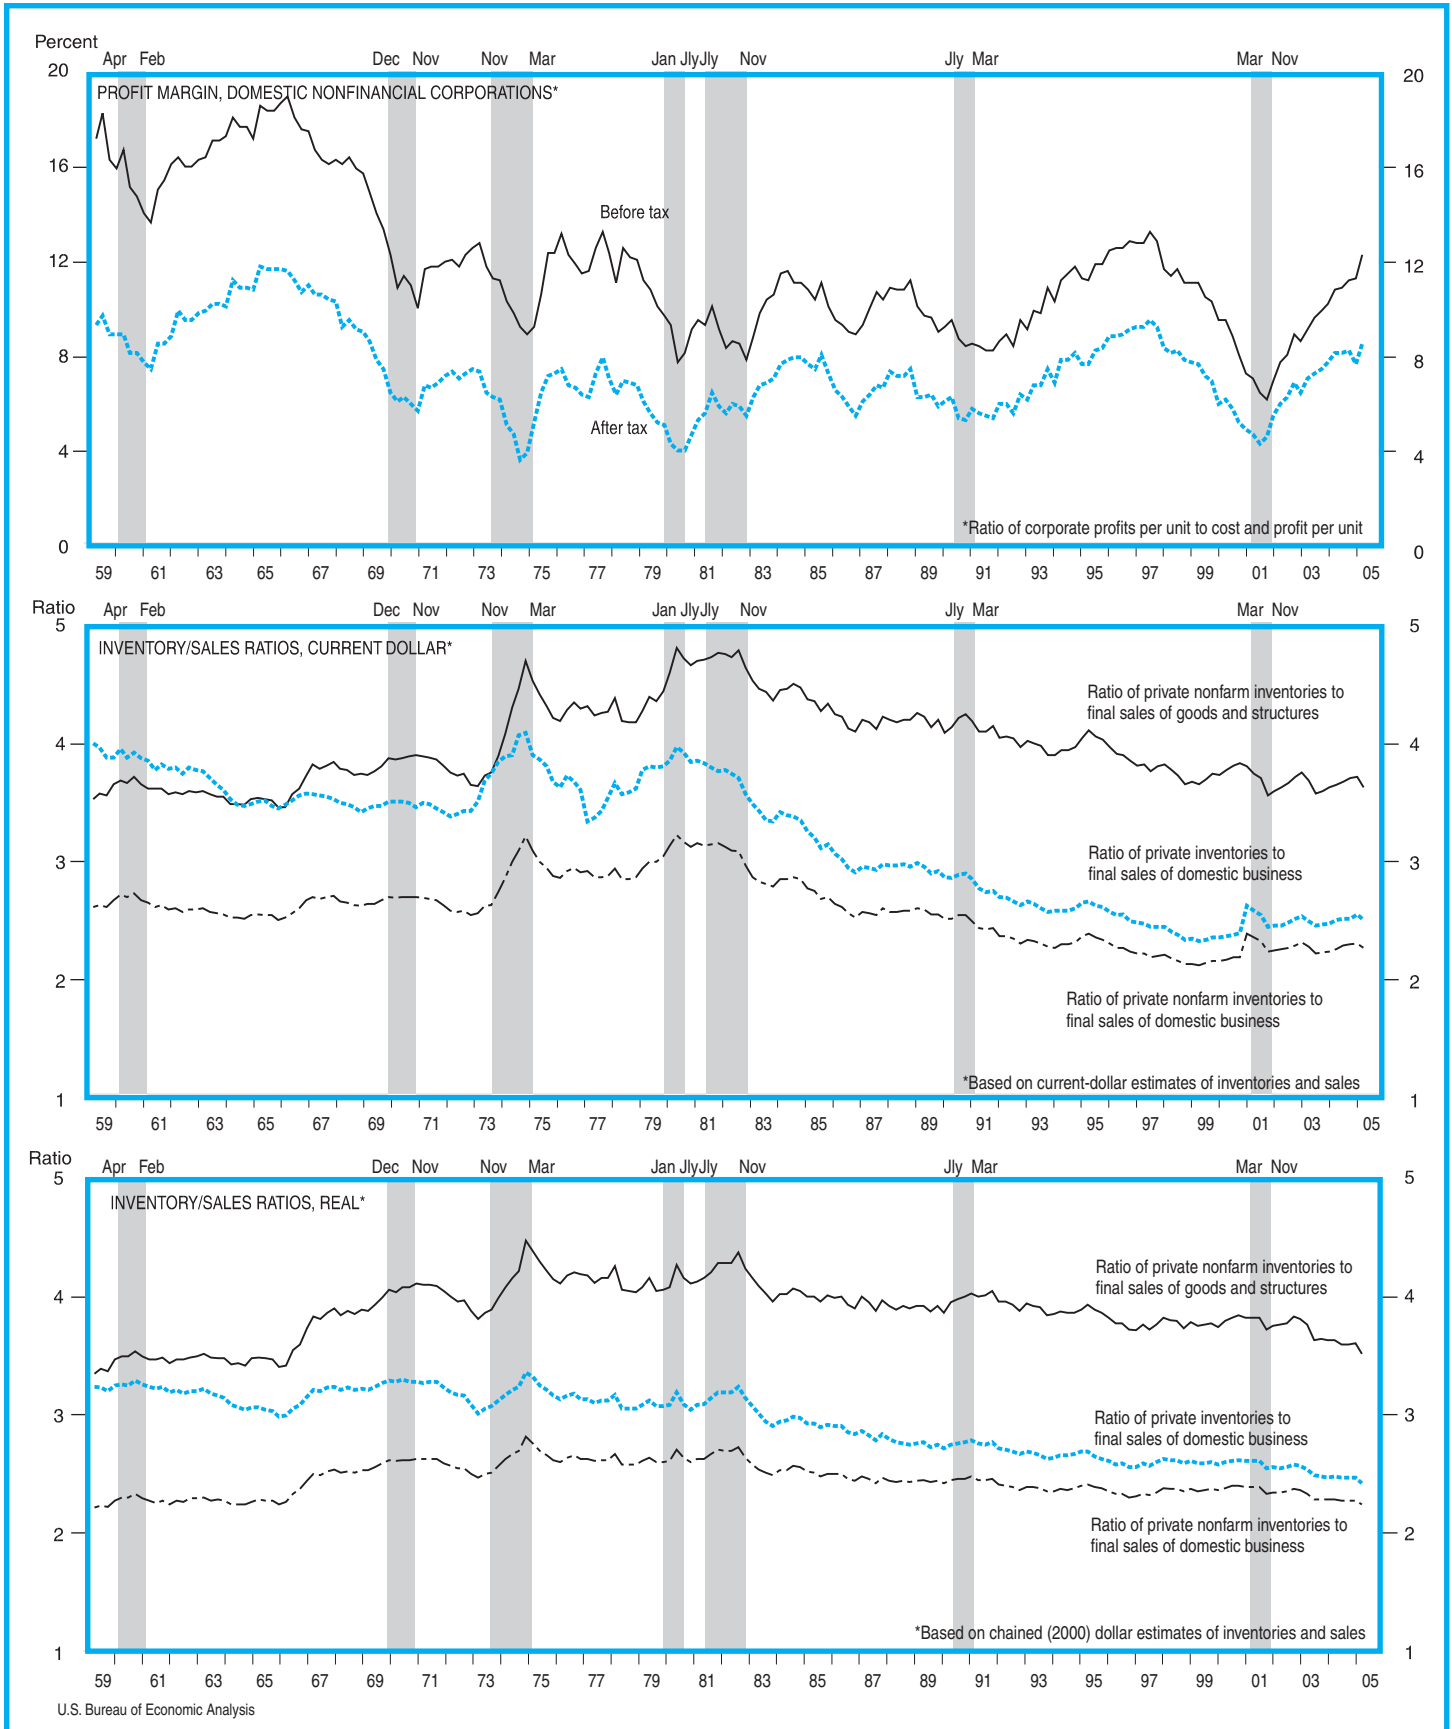 Percent
Apr Feb Dec Nov Nov Mar Jan Jly Jly Nov Jly Mar Mar Nov
20 20
PROFIT MARGIN, DOMESTIC NONFINANCIAL CORPORATIONS*
16 16
Before tax
12 12
8 8
After tax
4 4
*Ratio of corporate profits per unit to cost and profit per unit
0 0
59 61 63 65 67 69 71 73 75 77 79 81 83 85 87 89 91 93 95 97 99 01 03 05
Ratio
Apr Feb Dec Nov Nov Mar Jan Jly Jly Nov Jly Mar Mar Nov
5 5
INVENTORY/SALES RATIOS, CURRENT DOLLAR*
Ratio of private nonfarm inventories to
final sales of goods and structures
4 4
Ratio of private inventories to
final sales of domestic business
3 3
2 2
Ratio of private nonfarm inventories to
final sales of domestic business
*Based on current-dollar estimates of inventories and sales
1 1
59 61 63 65 67 69 71 73 75 77 79 81 83 85 87 89 91 93 95 97 99 01 03 05
Ratio
Apr Feb Dec Nov Nov Mar Jan Jly Jly Nov Jly Mar Mar Nov
5 5
INVENTORY/SALES RATIOS, REAL*
Ratio of private nonfarm inventories to
final sales of goods and structures
4 4
Ratio of private inventories to
final sales of domestic business
3 3
2 2
Ratio of private nonfarm inventories to
final sales of domestic business
*Based on chained (2000) dollar estimates of inventories and sales
1 1
59 61 63 65 67 69 71 73 75 77 79 81 83 85 87 89 91 93 95 97 99 01 03 05
U.S. Bureau of Economic Analysis